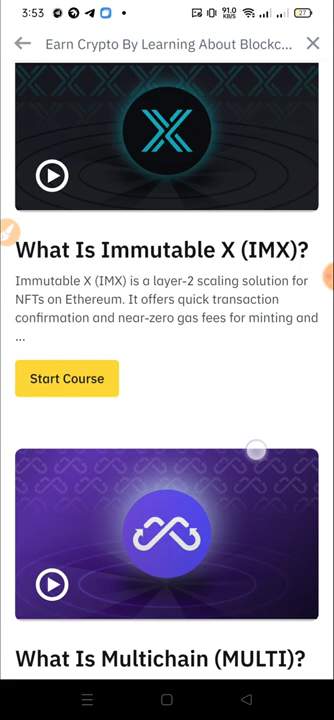 3:53 91.0 KB/S 27
Earn Crypto By Learning About Blockc...
What Is Immutable X (IMX)?
Immutable X (IMX) is a layer-2 scaling solution for
NFTs on Ethereum. It offers quick transaction
confirmation and near-zero gas fees for minting and
...
Start Course
What Is Multichain (MULTI)?